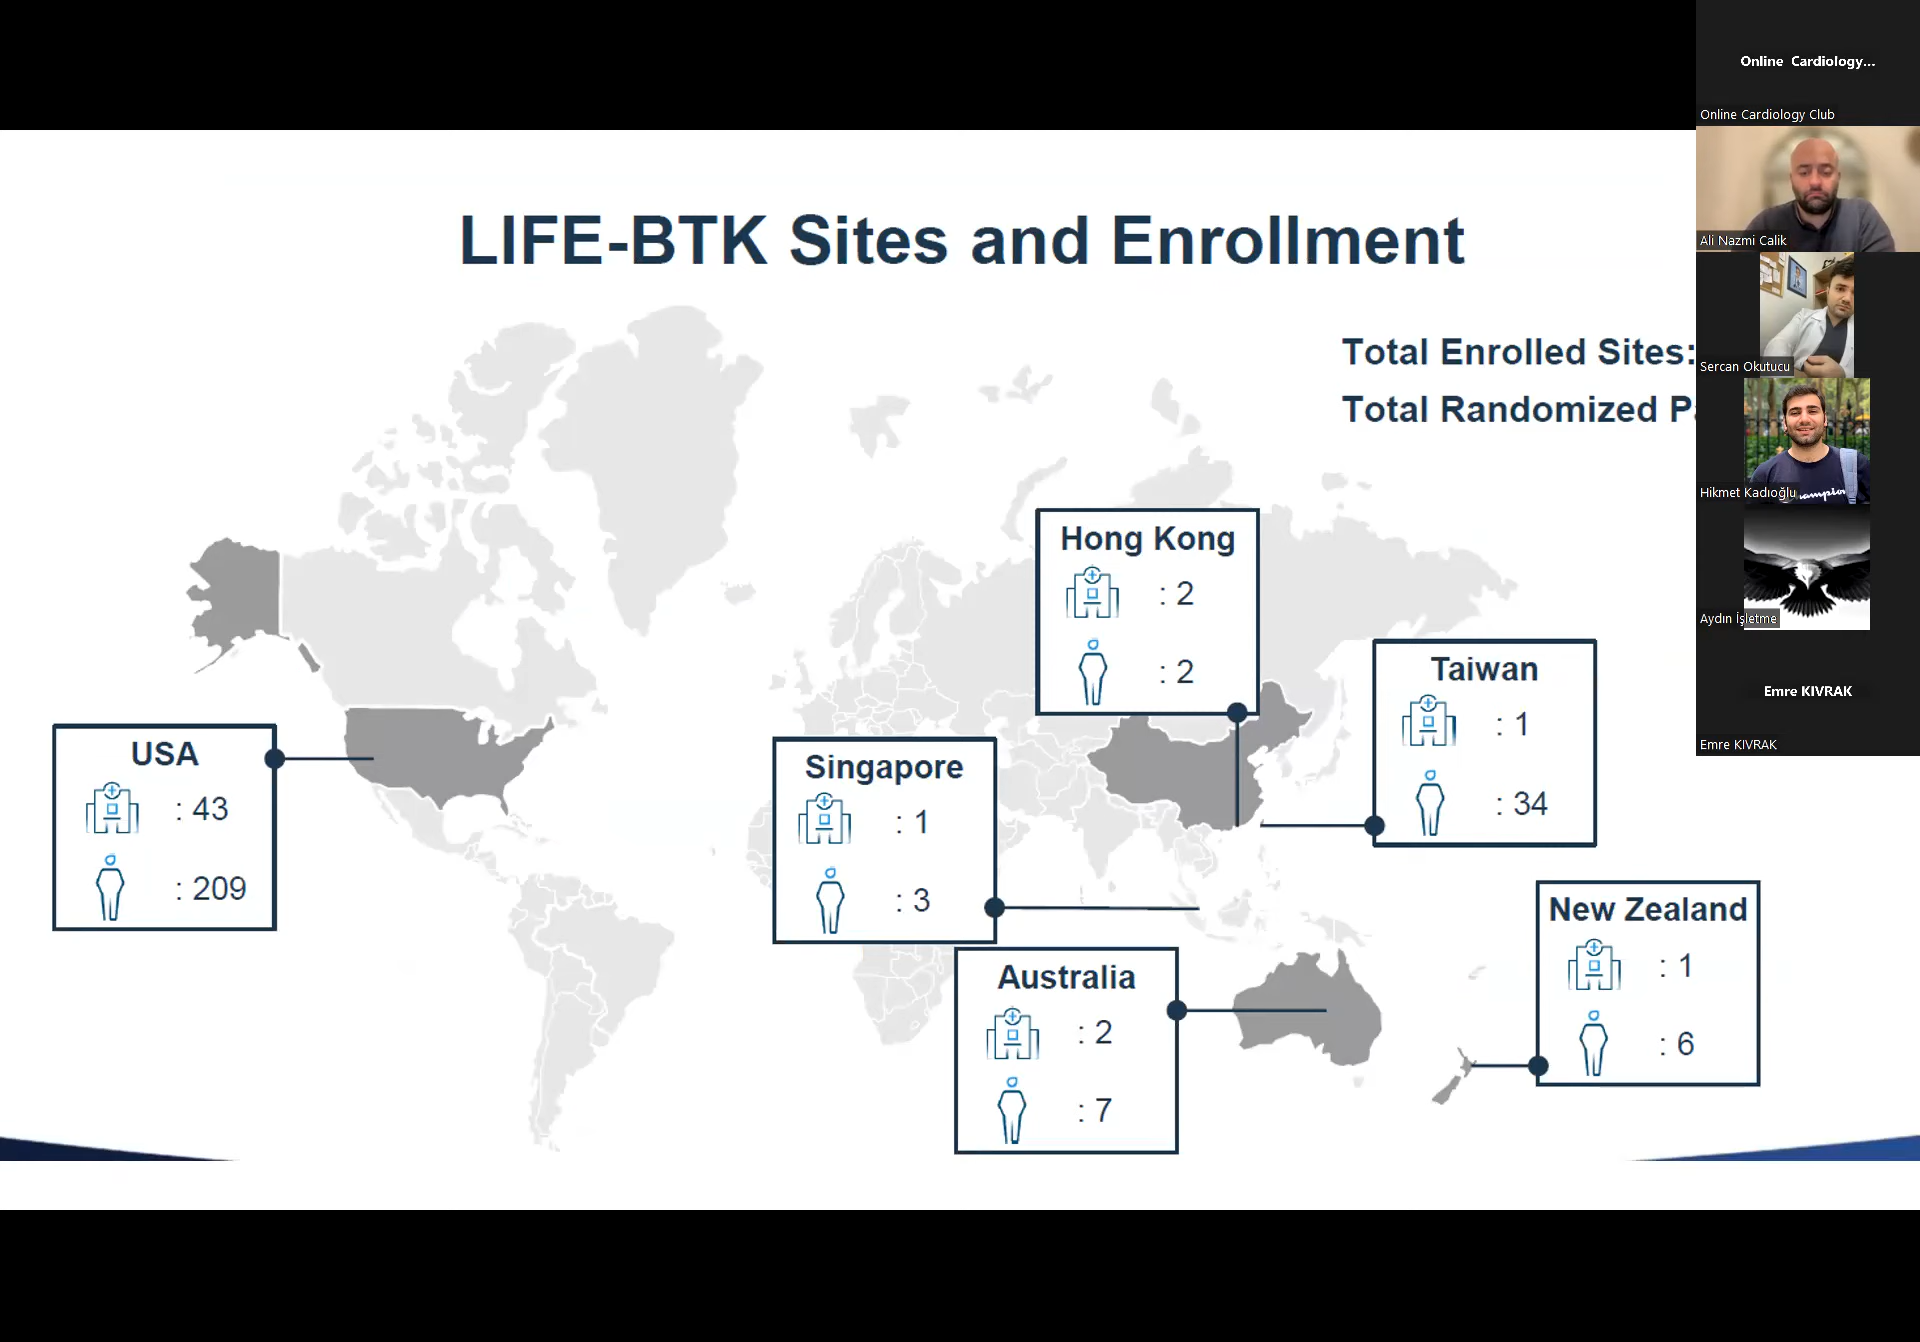 LIFE-BTK Sites and Enrollment
Total Enrolled Sites:
Total Randomized
Hong Kong
: 2
: 2
Taiwan
: 1
: 34
USA
: 43
: 209
Singapore
: 1
: 3
New Zealand
: 1
: 6
Australia
: 2
: 7
Online Cardiology...
Online Cardiology Club
Ali Nazmi Calik
Sercan Okutucu
Hikmet Kadıoğlu
Aydın İşletme
Emre KIVRAK
Emre KIVRAK